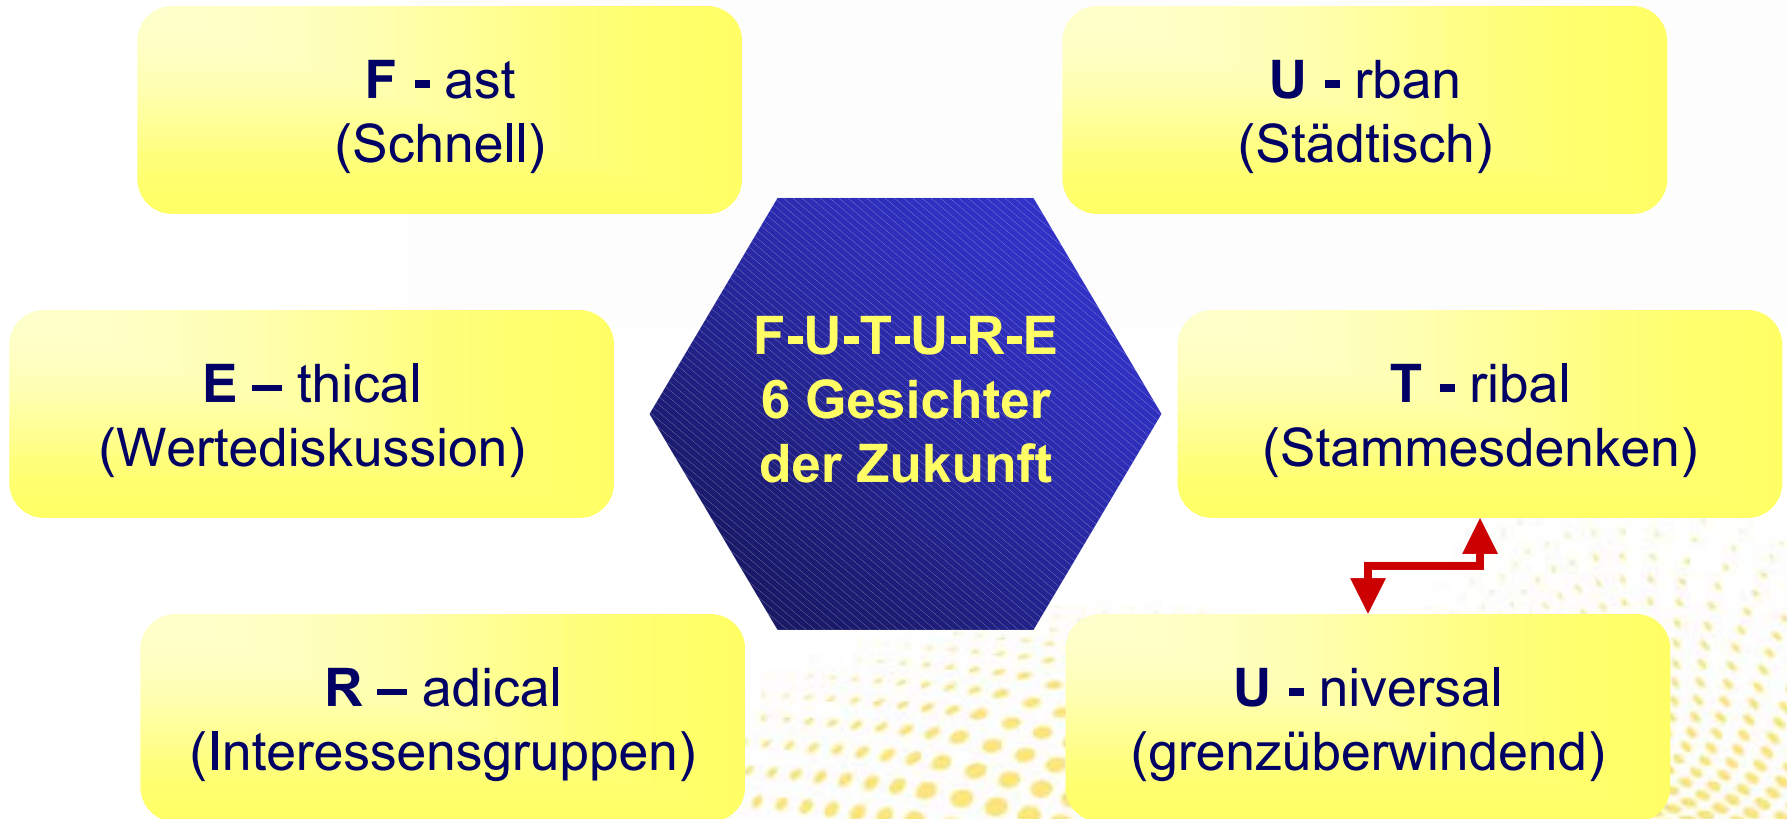 F - ast
(Schnell)
U - rban
(Städtisch)
F-U-T-U-R-E
6 Gesichter
der Zukunft
E – thical
(Wertediskussion)
T - ribal
(Stammesdenken)
R – adical
(Interessensgruppen)
U - niversal
(grenzüberwindend)